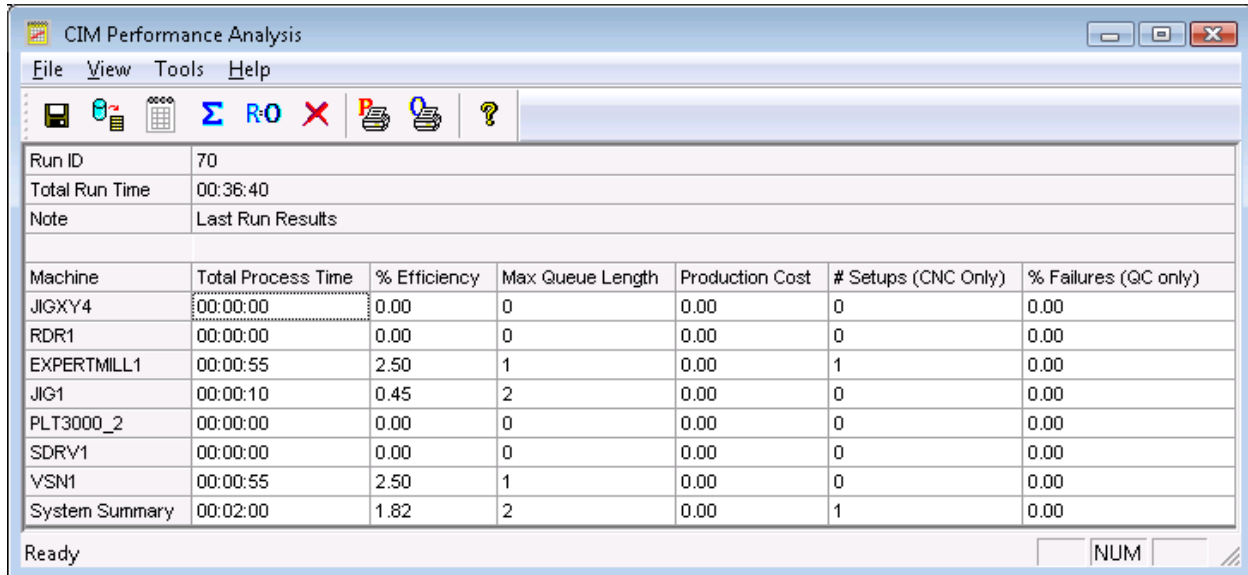 CIM Performance Analysis
File View Tools Help
Σ R:O P O ?
Run ID 70
Total Run Time 00:36:40
Note Last Run Results
Machine Total Process Time % Efficiency Max Queue Length Production Cost # Setups (CNC Only) % Failures (QC only)
JIGXY4 00:00:00 0.00 0 0.00 0 0.00
RDR1 00:00:00 0.00 0 0.00 0 0.00
EXPERTMILL1 00:00:55 2.50 1 0.00 1 0.00
JIG1 00:00:10 0.45 2 0.00 0 0.00
PLT3000_2 00:00:00 0.00 0 0.00 0 0.00
SDRV1 00:00:00 0.00 0 0.00 0 0.00
VSN1 00:00:55 2.50 1 0.00 0 0.00
System Summary 00:02:00 1.82 2 0.00 1 0.00
Ready NUM